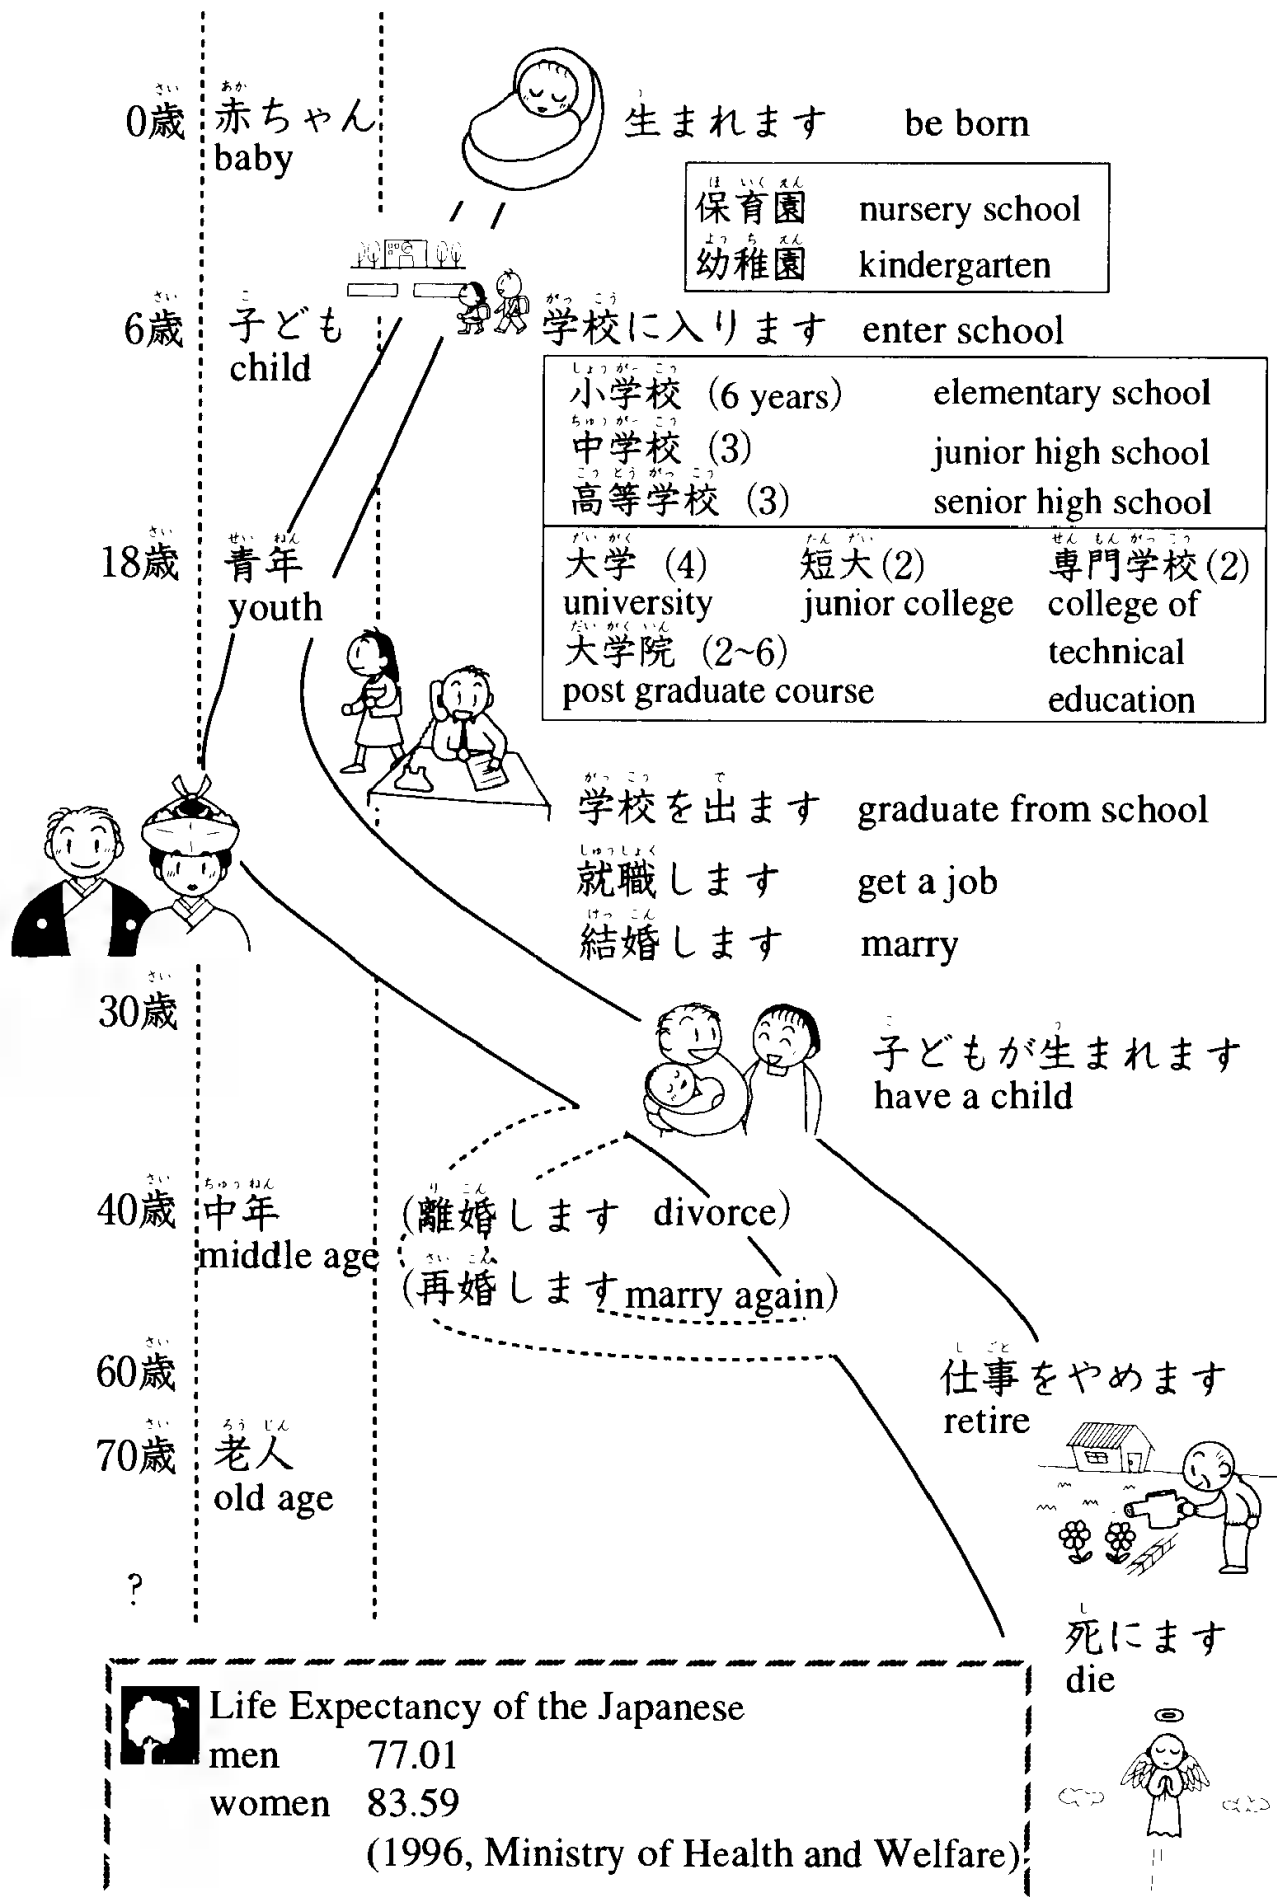 0歳 赤ちゃん 生まれます be born
baby
保育園 nursery school
幼稚園 kindergarten
6歳 子ども 学校に入ります enter school
child
小学校 (6 years) elementary school
中学校 (3) junior high school
高等学校 (3) senior high school
18歳 青年 大学 (4) 短大(2) 専門学校(2)
youth university junior college college of
大学院 (2~6) technical
post graduate course education
学校を出ます graduate from school
就職します get a job
結婚します marry
30歳
子どもが生まれます
have a child
40歳 中年 (離婚します divorce)
middle age
(再婚します marry again)
60歳 仕事をやめます
retire
70歳 老人
old age
?
死にます
die
Life Expectancy of the Japanese
men 77.01
women 83.59
(1996, Ministry of Health and Welfare)